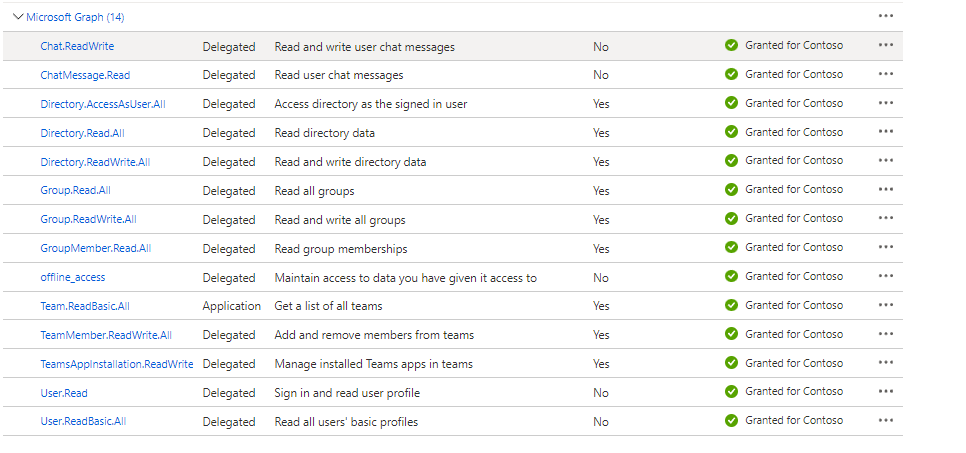 Microsoft Graph (14)
Chat.ReadWrite Delegated Read and write user chat messages No Granted for Contoso
ChatMessage.Read Delegated Read user chat messages No Granted for Contoso
Directory.AccessAsUser.All Delegated Access directory as the signed in user Yes Granted for Contoso
Directory.Read.All Delegated Read directory data Yes Granted for Contoso
Directory.ReadWrite.All Delegated Read and write directory data Yes Granted for Contoso
Group.Read.All Delegated Read all groups Yes Granted for Contoso
Group.ReadWrite.All Delegated Read and write all groups Yes Granted for Contoso
GroupMember.Read.All Delegated Read group memberships Yes Granted for Contoso
offline_access Delegated Maintain access to data you have given it access to No Granted for Contoso
Team.ReadBasic.All Application Get a list of all teams Yes Granted for Contoso
TeamMember.ReadWrite.All Delegated Add and remove members from teams Yes Granted for Contoso
TeamsAppInstallation.ReadWrite Delegated Manage installed Teams apps in teams Yes Granted for Contoso
User.Read Delegated Sign in and read user profile No Granted for Contoso
User.ReadBasic.All Delegated Read all users' basic profiles No Granted for Contoso